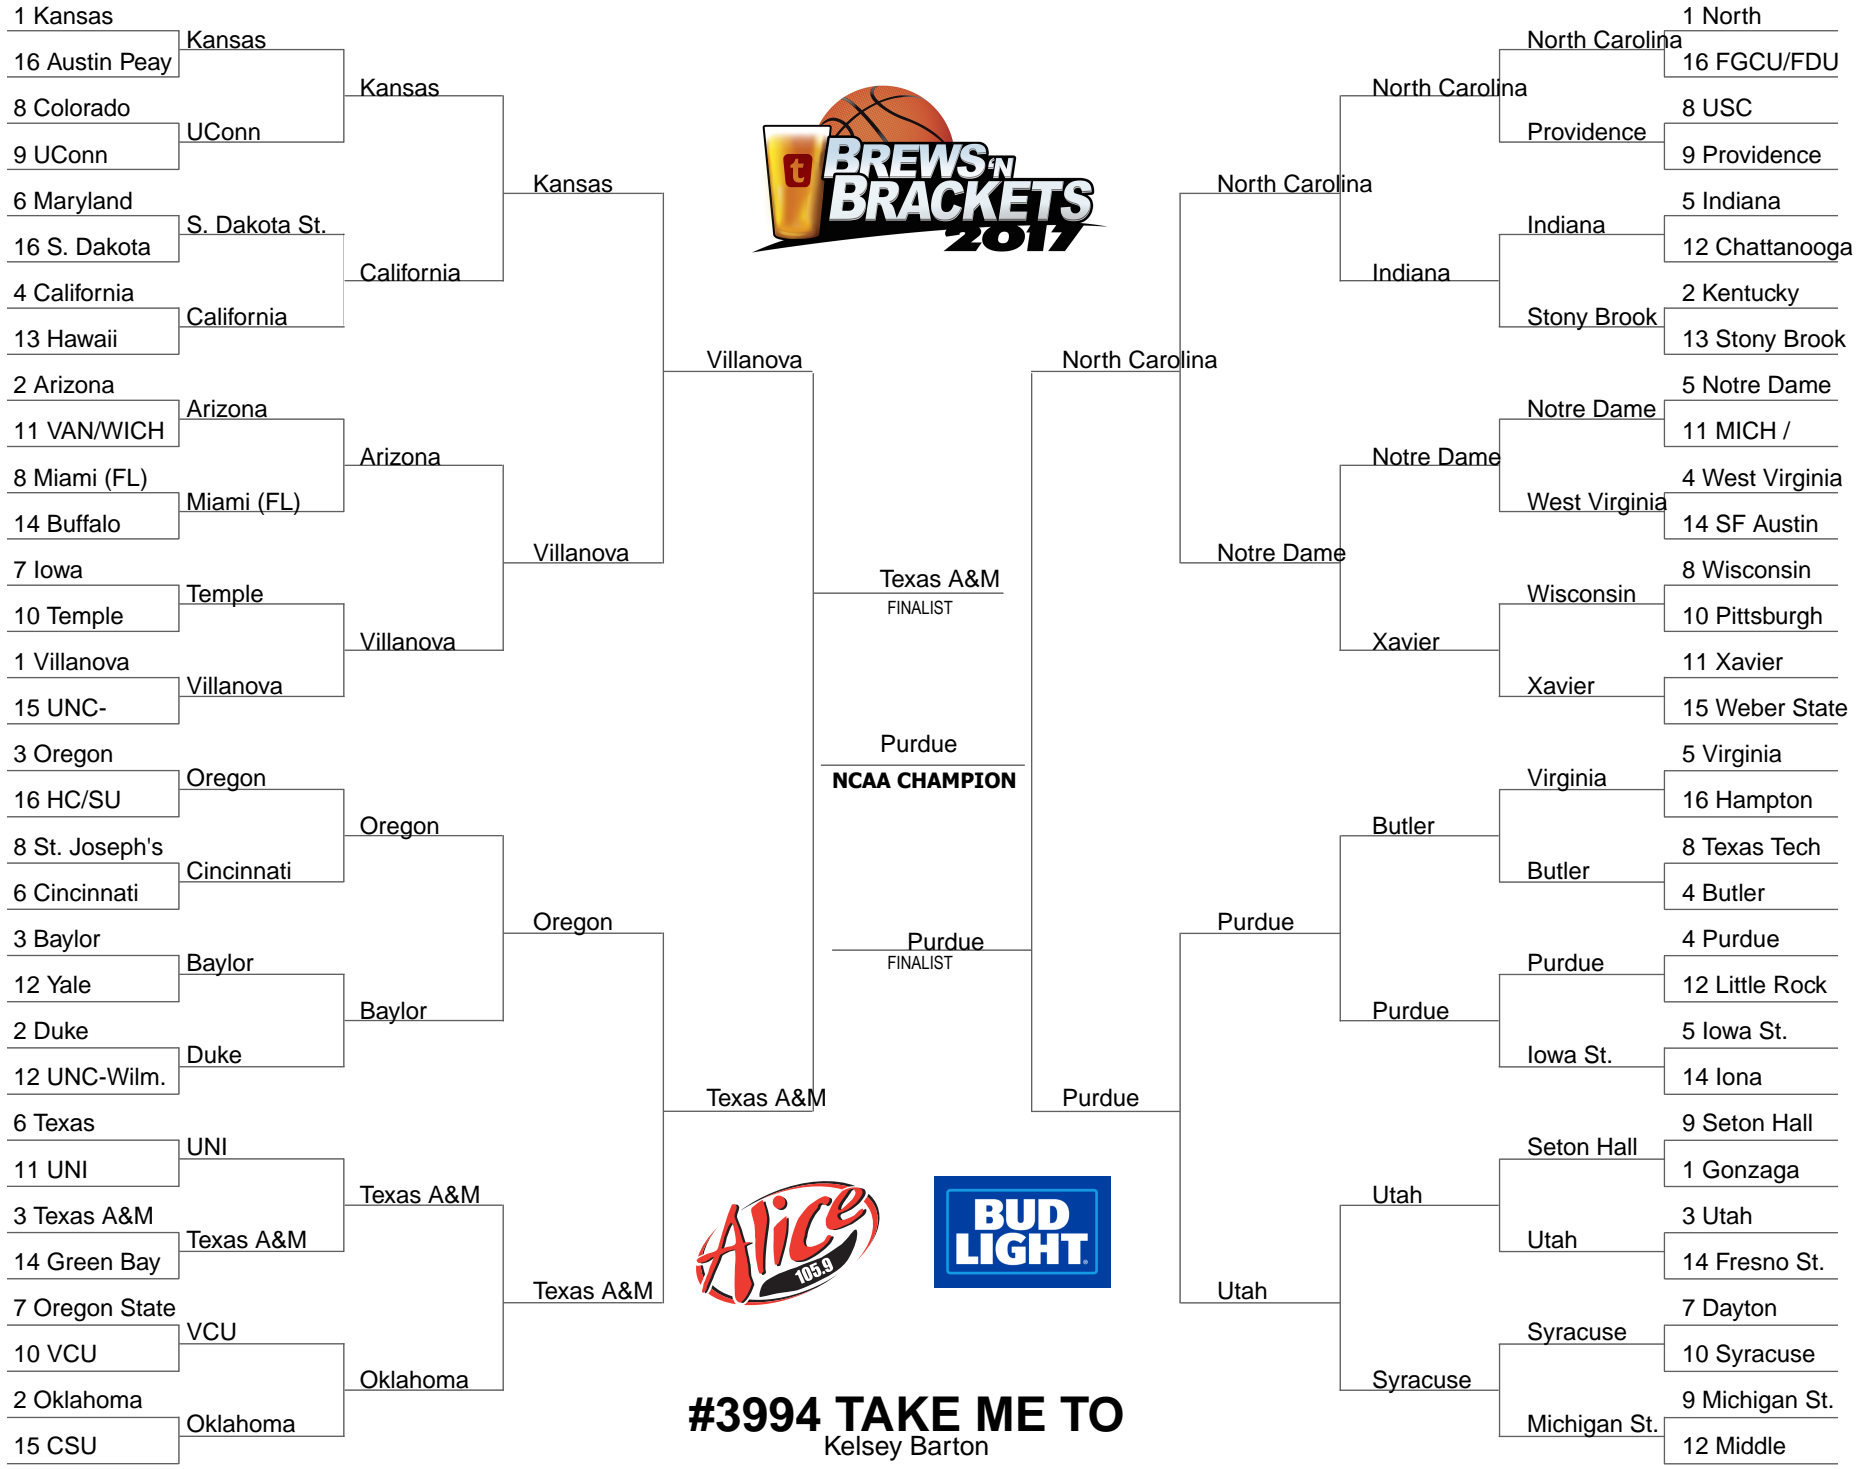 1 Kansas
16 Austin Peay
8 Colorado
9 UConn
6 Maryland
16 S. Dakota
4 California
13 Hawaii
2 Arizona
11 VAN/WICH
8 Miami (FL)
14 Buffalo
7 Iowa
10 Temple
1 Villanova
15 UNC-
3 Oregon
16 HC/SU
8 St. Joseph's
6 Cincinnati
3 Baylor
12 Yale
2 Duke
12 UNC-Wilm.
6 Texas
11 UNI
3 Texas A&M
14 Green Bay
7 Oregon State
10 VCU
2 Oklahoma
15 CSU
Kansas
UConn
S. Dakota St.
California
Arizona
Miami (FL)
Temple
Villanova
Oregon
Cincinnati
Baylor
Duke
UNI
Texas A&M
VCU
Oklahoma
Kansas
California
Arizona
Villanova
Oregon
Baylor
Texas A&M
Oklahoma
Kansas
Villanova
Oregon
Texas A&M
Villanova
Texas A&M
t
BREWS 'N
BRACKETS
2017
Texas A&M
FINALIST
Purdue
NCAA CHAMPION
Purdue
FINALIST
Alice
105.9
BUD
LIGHT
#3994 TAKE ME TO
Kelsey Barton
North Carolina
Purdue
North Carolina
Notre Dame
Purdue
Utah
North Carolina
Indiana
Notre Dame
Xavier
Butler
Purdue
Utah
Syracuse
North Carolina
Providence
Indiana
Stony Brook
Notre Dame
West Virginia
Wisconsin
Xavier
Virginia
Butler
Purdue
Iowa St.
Seton Hall
Utah
Syracuse
Michigan St.
1 North
16 FGCU/FDU
8 USC
9 Providence
5 Indiana
12 Chattanooga
2 Kentucky
13 Stony Brook
5 Notre Dame
11 MICH /
4 West Virginia
14 SF Austin
8 Wisconsin
10 Pittsburgh
11 Xavier
15 Weber State
5 Virginia
16 Hampton
8 Texas Tech
4 Butler
4 Purdue
12 Little Rock
5 Iowa St.
14 Iona
9 Seton Hall
1 Gonzaga
3 Utah
14 Fresno St.
7 Dayton
10 Syracuse
9 Michigan St.
12 Middle